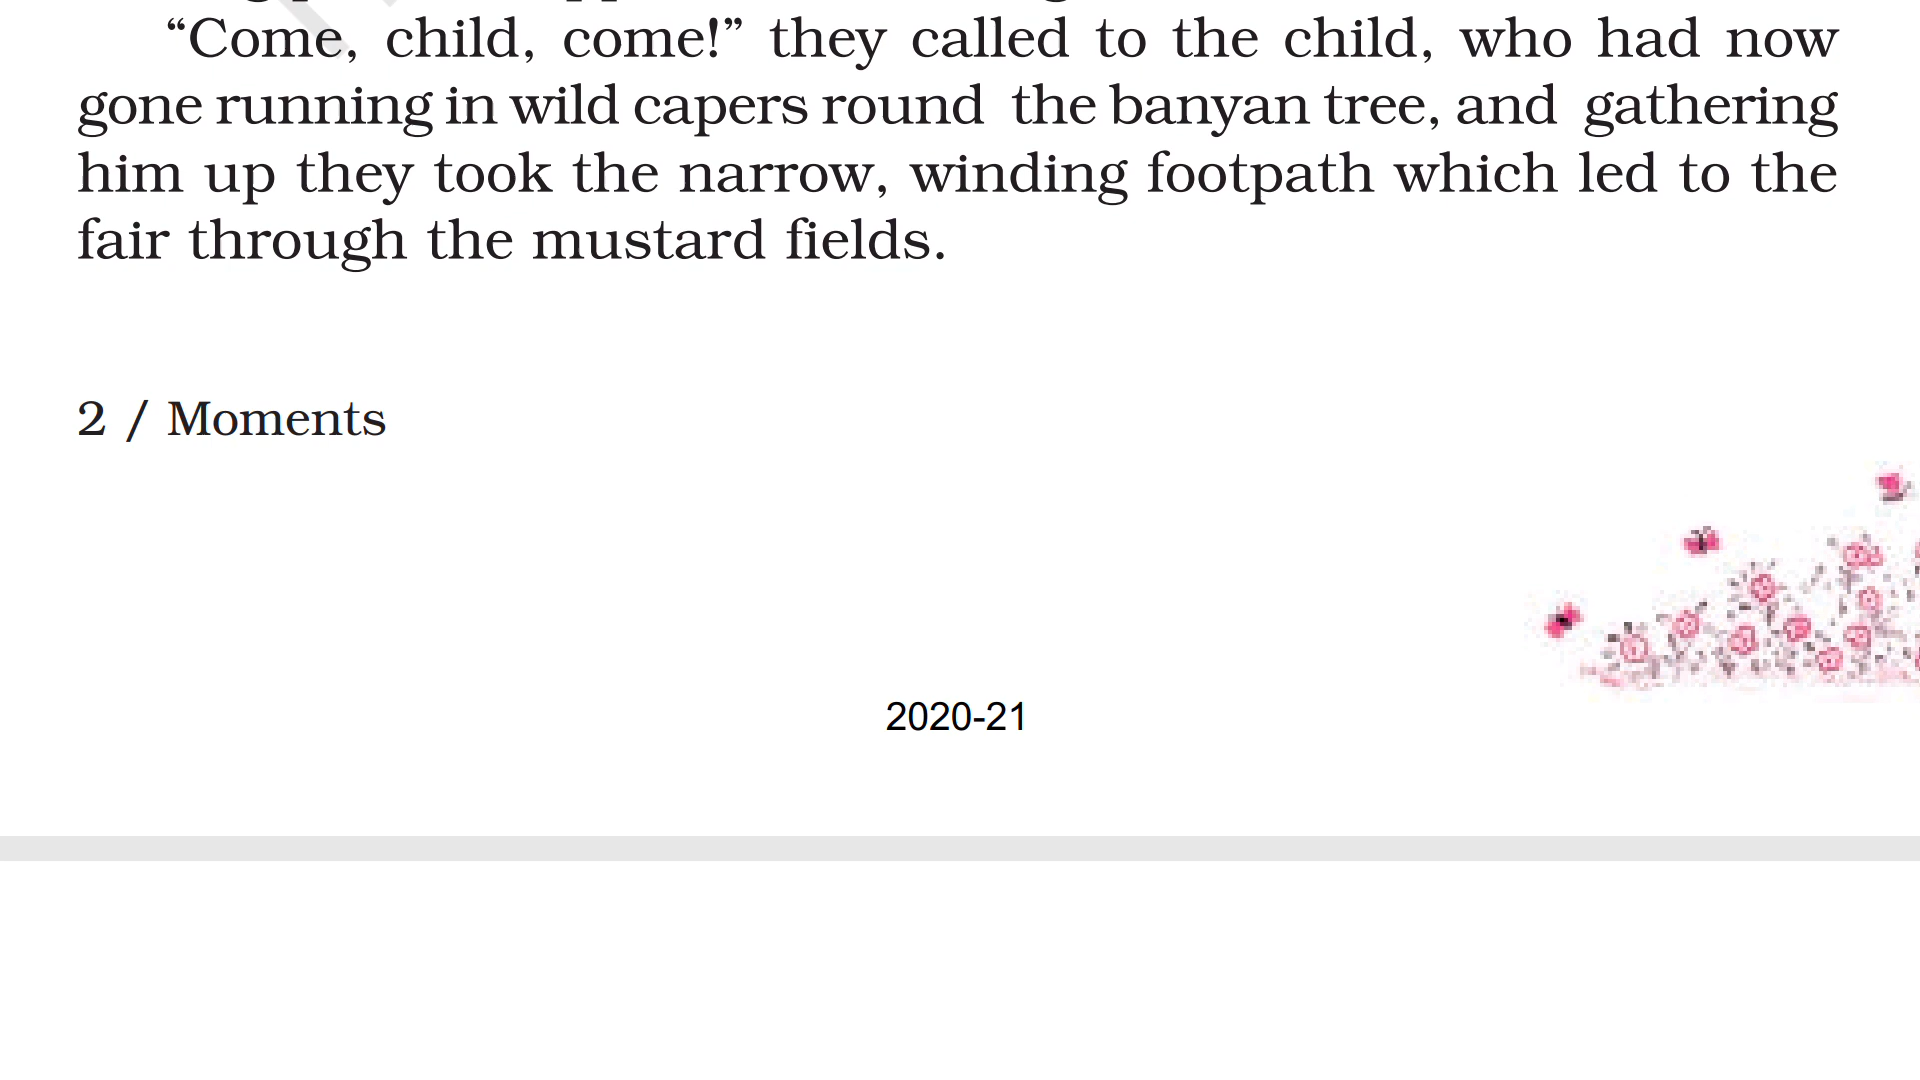 “Come, child, come!” they called to the child, who had now
gone running in wild capers round the banyan tree, and gathering
him up they took the narrow, winding footpath which led to the
fair through the mustard fields.
2 / Moments
2020-21